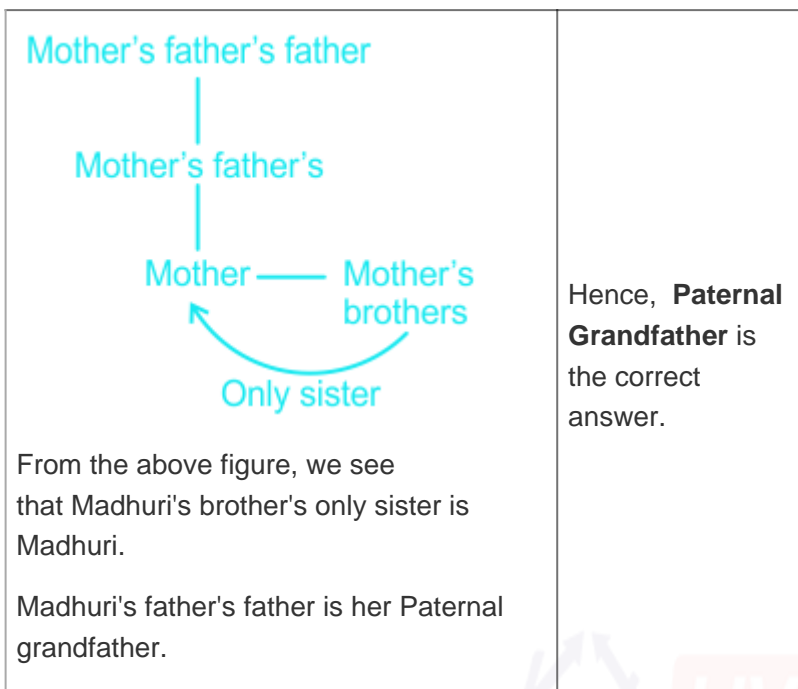 Mother's father's father
Mother's father's
Mother
Mother's
brothers
Only sister
From the above figure, we see
that Madhuri's brother's only sister is
Madhuri.
Madhuri's father's father is her Paternal
grandfather.
Hence, Paternal
Grandfather is
the correct
answer.